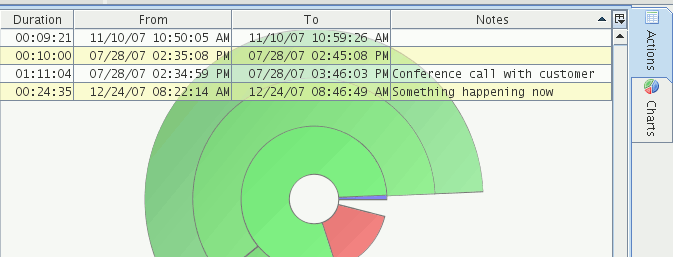 Duration From To Notes
00:09:21 11/10/07 10:50:05 AM 11/10/07 10:59:26 AM
00:10:00 07/28/07 02:35:08 PM 07/28/07 02:45:08 PM
01:11:04 07/28/07 02:34:59 PM 07/28/07 03:46:03 PM Conference call with customer
00:24:35 12/24/07 08:22:14 AM 12/24/07 08:46:49 AM Something happening now
Actions
Charts